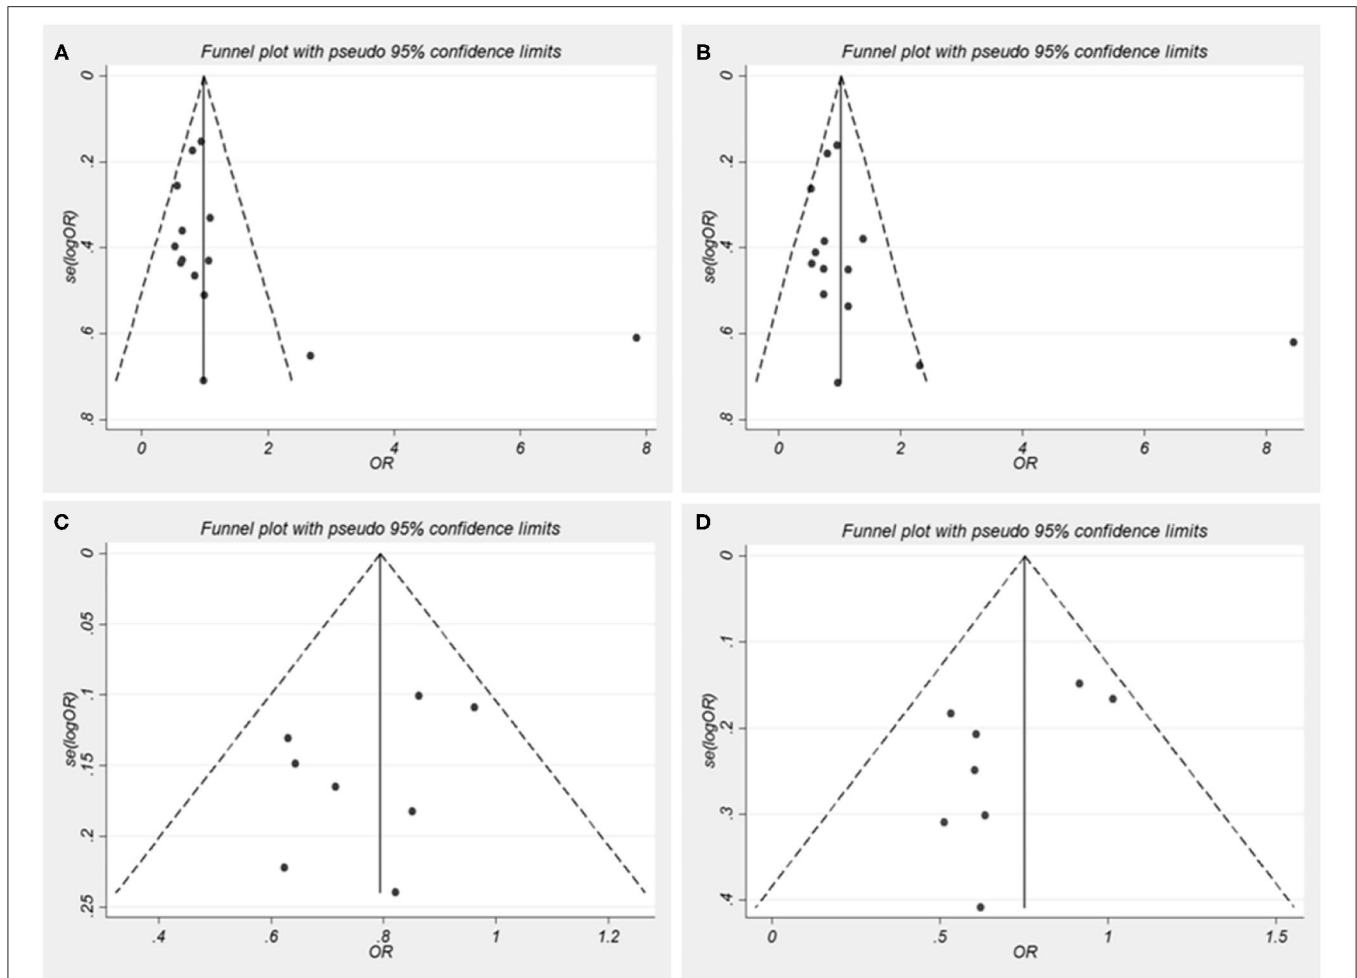 A
Funnel plot with pseudo 95% confidence limits
0
.2
.4
.6
.8
se(logOR)
0 2 4 6 8
OR
B
Funnel plot with pseudo 95% confidence limits
0
.2
.4
.6
.8
se(logOR)
0 2 4 6 8
OR
C
Funnel plot with pseudo 95% confidence limits
0
.05
.1
.15
.2
.25
se(logOR)
.4 .6 .8 1 1.2
OR
D
Funnel plot with pseudo 95% confidence limits
0
.1
.2
.3
.4
se(logOR)
0 .5 1 1.5
OR